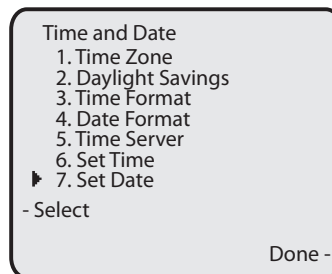 Time and Date
1. Time Zone
2. Daylight Savings
3. Time Format
4. Date Format
5. Time Server
6. Set Time
7. Set Date
- Select
Done -